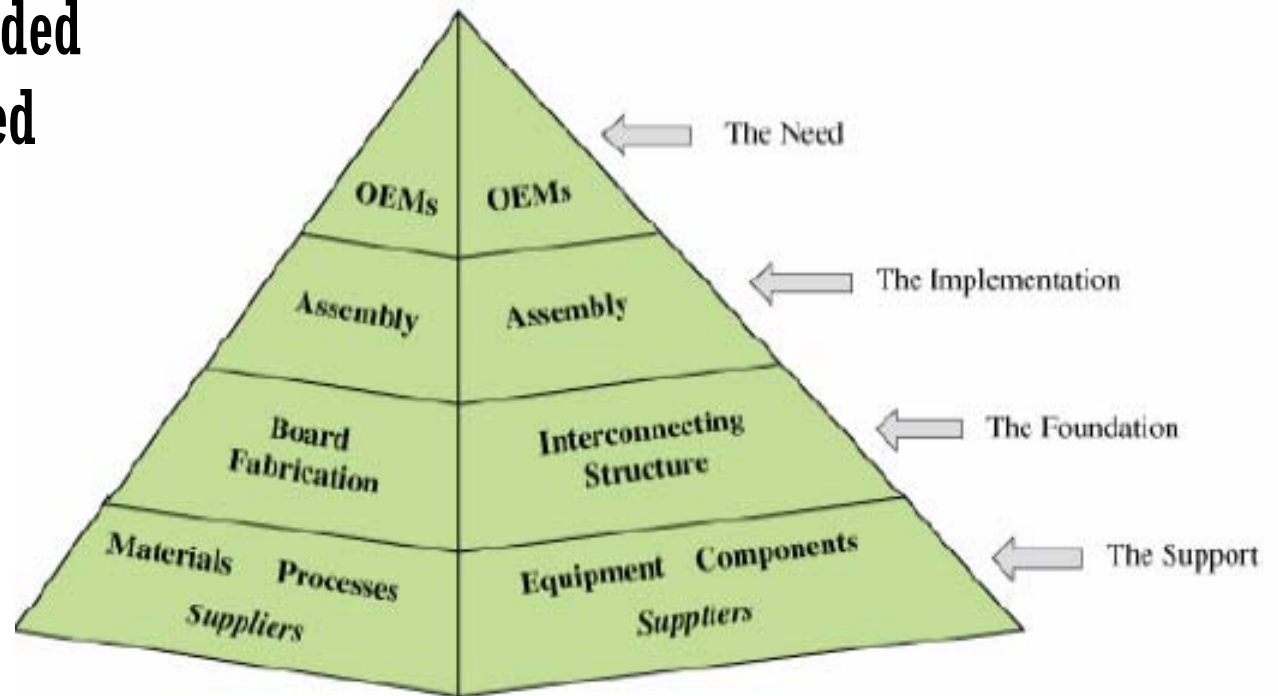 ded
ed
The Need
OEMs
OEMs
The Implementation
Assembly
Assembly
The Foundation
Board
Fabrication
Interconnecting
Structure
The Support
Materials Processes
Suppliers
Equipment Components
Suppliers